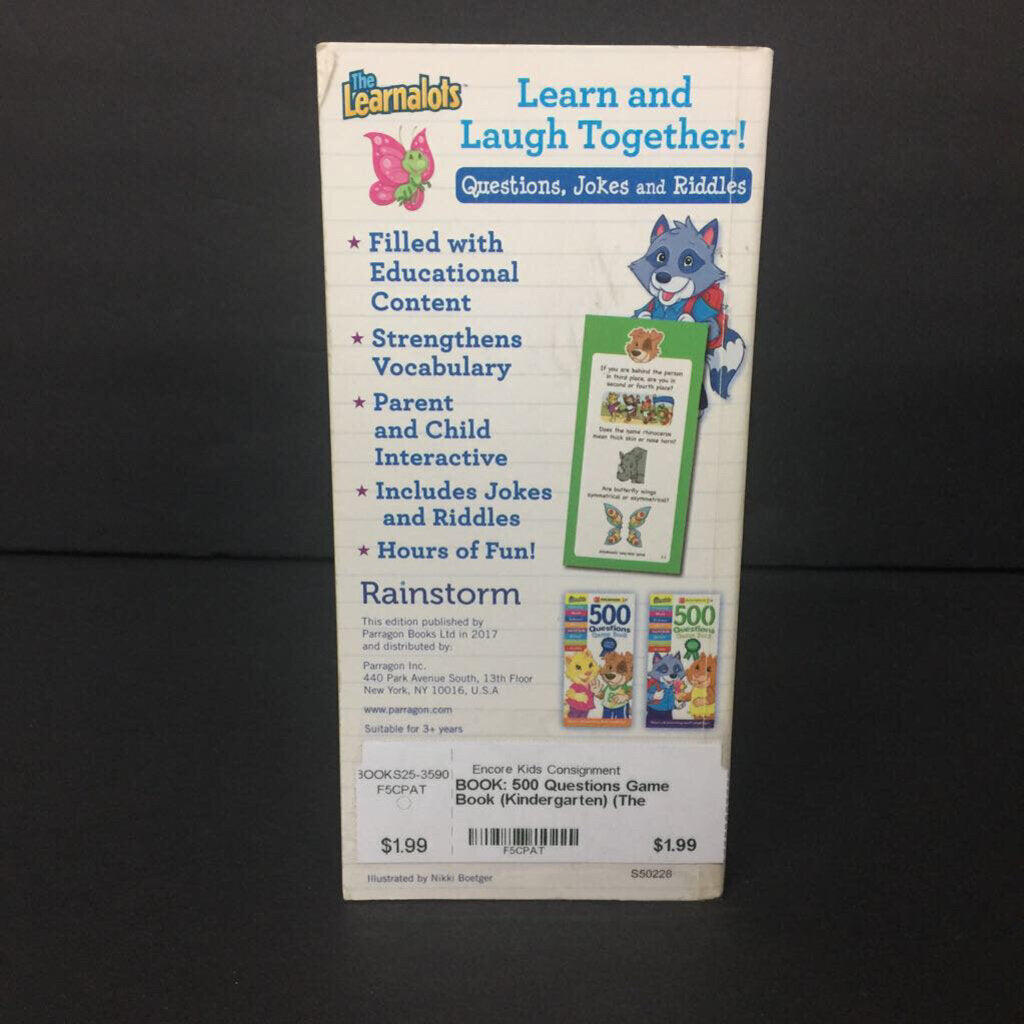 The
Learnalots
Learn and
Laugh Together!
Questions, Jokes and Riddles
★ Filled with
Educational
Content
★ Strengthens
Vocabulary
★ Parent
and Child
Interactive
★ Includes Jokes
and Riddles
★ Hours of Fun!
If you are behind the person
in third place, are you in
second or fourth place?
Does the name rhinoceros
mean thick skin or nose horn?
Are butterfly wings
symmetrical or asymmetrical?
Rainstorm
This edition published by
Parragon Books Ltd in 2017
and distributed by:
Parragon Inc.
440 Park Avenue South, 13th Floor
New York, NY 10016, U.S.A
www.parragon.com
Suitable for 3+ years
500
Questions
Game Book
500
Questions
Game Book
BOOKS25-3590
F5CPAT
$1.99
Encore Kids Consignment
BOOK: 500 Questions Game
Book (Kindergarten) (The
F5CPAT
$1.99
Illustrated by Nikki Boetger
S50228